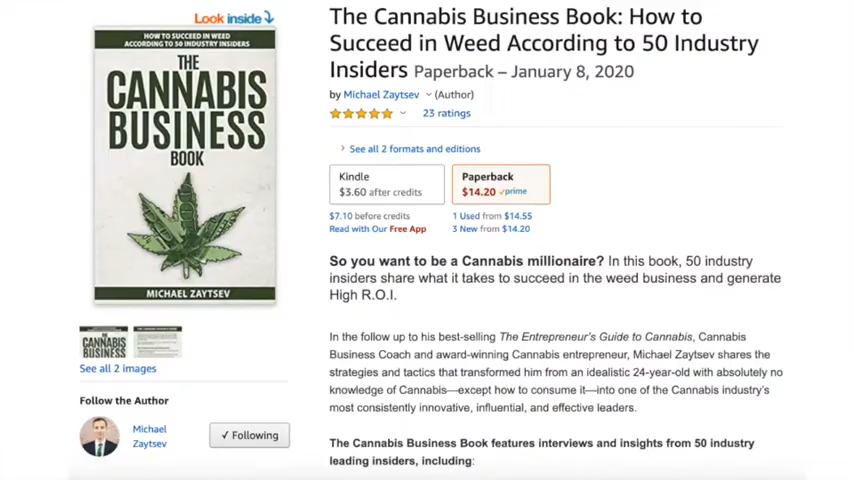 Look inside
HOW TO SUCCEED IN WEED
ACCORDING TO 50 INDUSTRY INSIDERS
THE
CANNABIS
BUSINESS
BOOK
MICHAEL ZAYTSEV
CANNABIS
BUSINESS
See all 2 images
Follow the Author
Michael
Zaytsev
✓ Following
The Cannabis Business Book: How to
Succeed in Weed According to 50 Industry
Insiders Paperback – January 8, 2020
by Michael Zaytsev (Author)
23 ratings
See all 2 formats and editions
Kindle
$3.60 after credits
Paperback
$14.20 ✓prime
$7.10 before credits
Read with Our Free App
1 Used from $14.55
3 New from $14.20
So you want to be a Cannabis millionaire? In this book, 50 industry
insiders share what it takes to succeed in the weed business and generate
High R.O.I.
In the follow up to his best-selling The Entrepreneur's Guide to Cannabis, Cannabis
Business Coach and award-winning Cannabis entrepreneur, Michael Zaytsev shares the
strategies and tactics that transformed him from an idealistic 24-year-old with absolutely no
knowledge of Cannabis—except how to consume it—into one of the Cannabis industry's
most consistently innovative, influential, and effective leaders.
The Cannabis Business Book features interviews and insights from 50 industry
leading insiders, including: